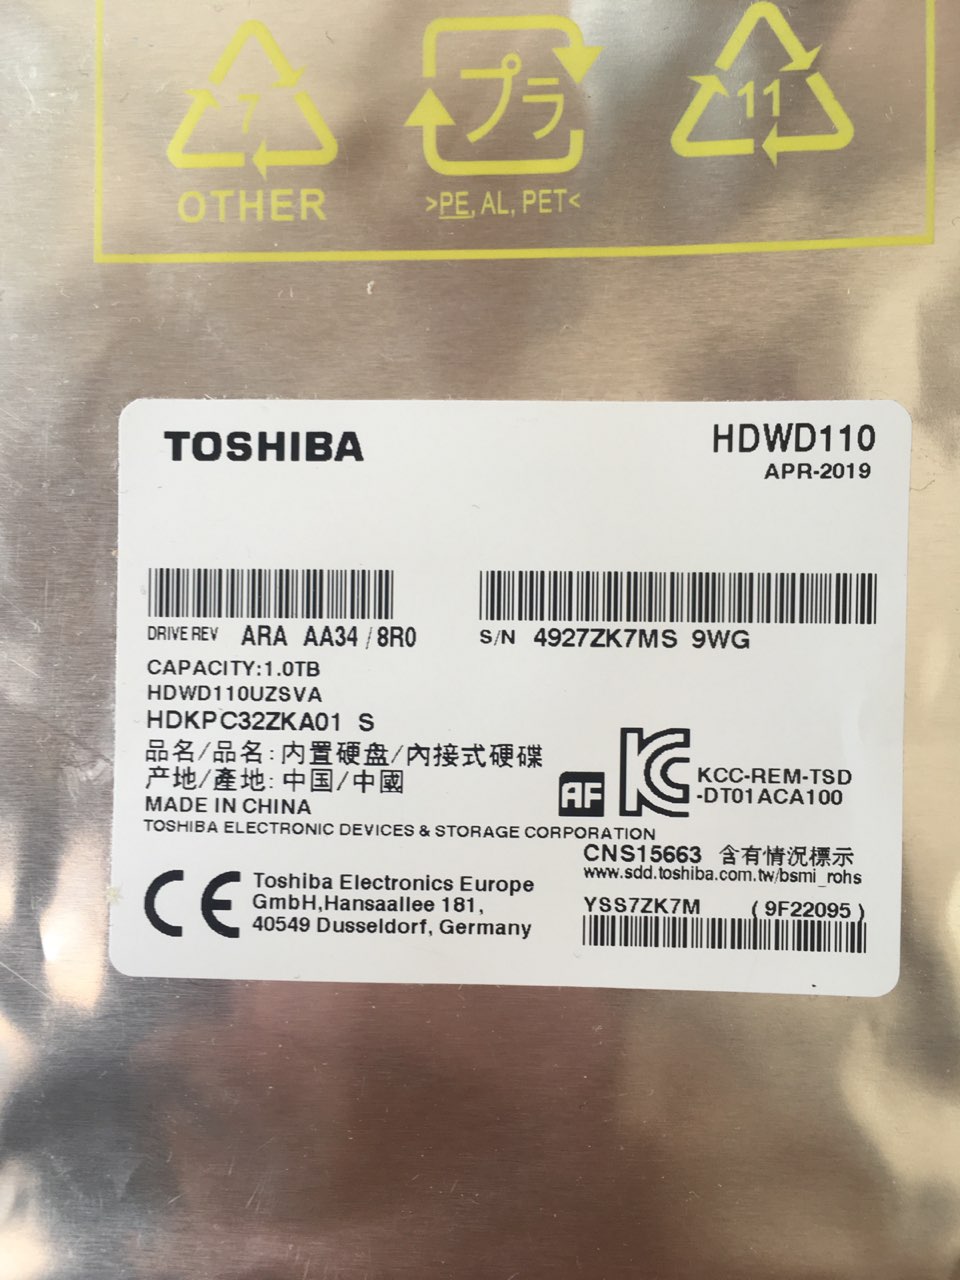 7
プラ
11
OTHER
>PE, AL, PET<
TOSHIBA
HDWD110
APR-2019
DRIVE REV ARA AA34 / 8R0
S/N 4927ZK7MS 9WG
CAPACITY:1.0TB
HDWD110UZSVA
HDKPC32ZKA01 S
品名/品名: 内置硬盘/內接式硬碟
产地/產地: 中国/中國
MADE IN CHINA
AF
KC
KCC-REM-TSD
-DT01ACA100
TOSHIBA ELECTRONIC DEVICES & STORAGE CORPORATION
CNS15663 含有情況標示
www.sdd.toshiba.com.tw/bsmi_rohs
CE
Toshiba Electronics Europe
GmbH,Hansaallee 181,
40549 Dusseldorf, Germany
YSS7ZK7M (9F22095)